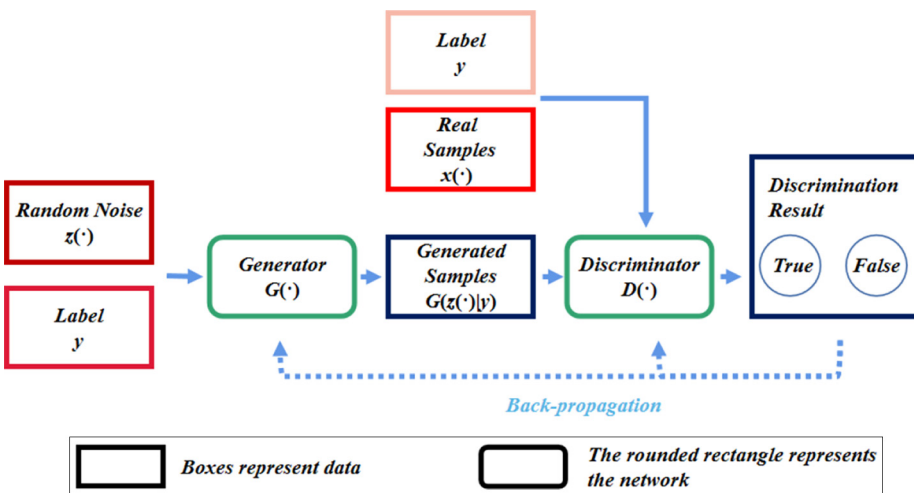 Label
y
Real
Samples
x(·)
Random Noise
z(·)
Label
y
Generator
G(·)
Generated
Samples
G(z(·)|y)
Discriminator
D(·)
Discrimination
Result
True
False
Back-propagation
Boxes represent data
The rounded rectangle represents
the network